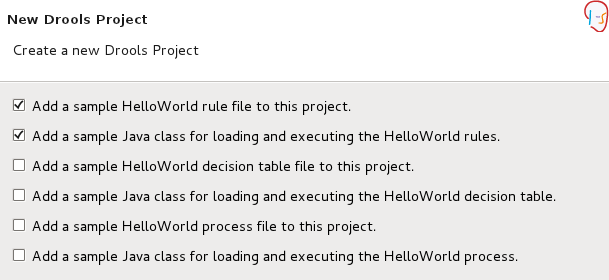 New Drools Project
Create a new Drools Project
Add a sample HelloWorld rule file to this project.
Add a sample Java class for loading and executing the HelloWorld rules.
Add a sample HelloWorld decision table file to this project.
Add a sample Java class for loading and executing the HelloWorld decision table.
Add a sample HelloWorld process file to this project.
Add a sample Java class for loading and executing the HelloWorld process.